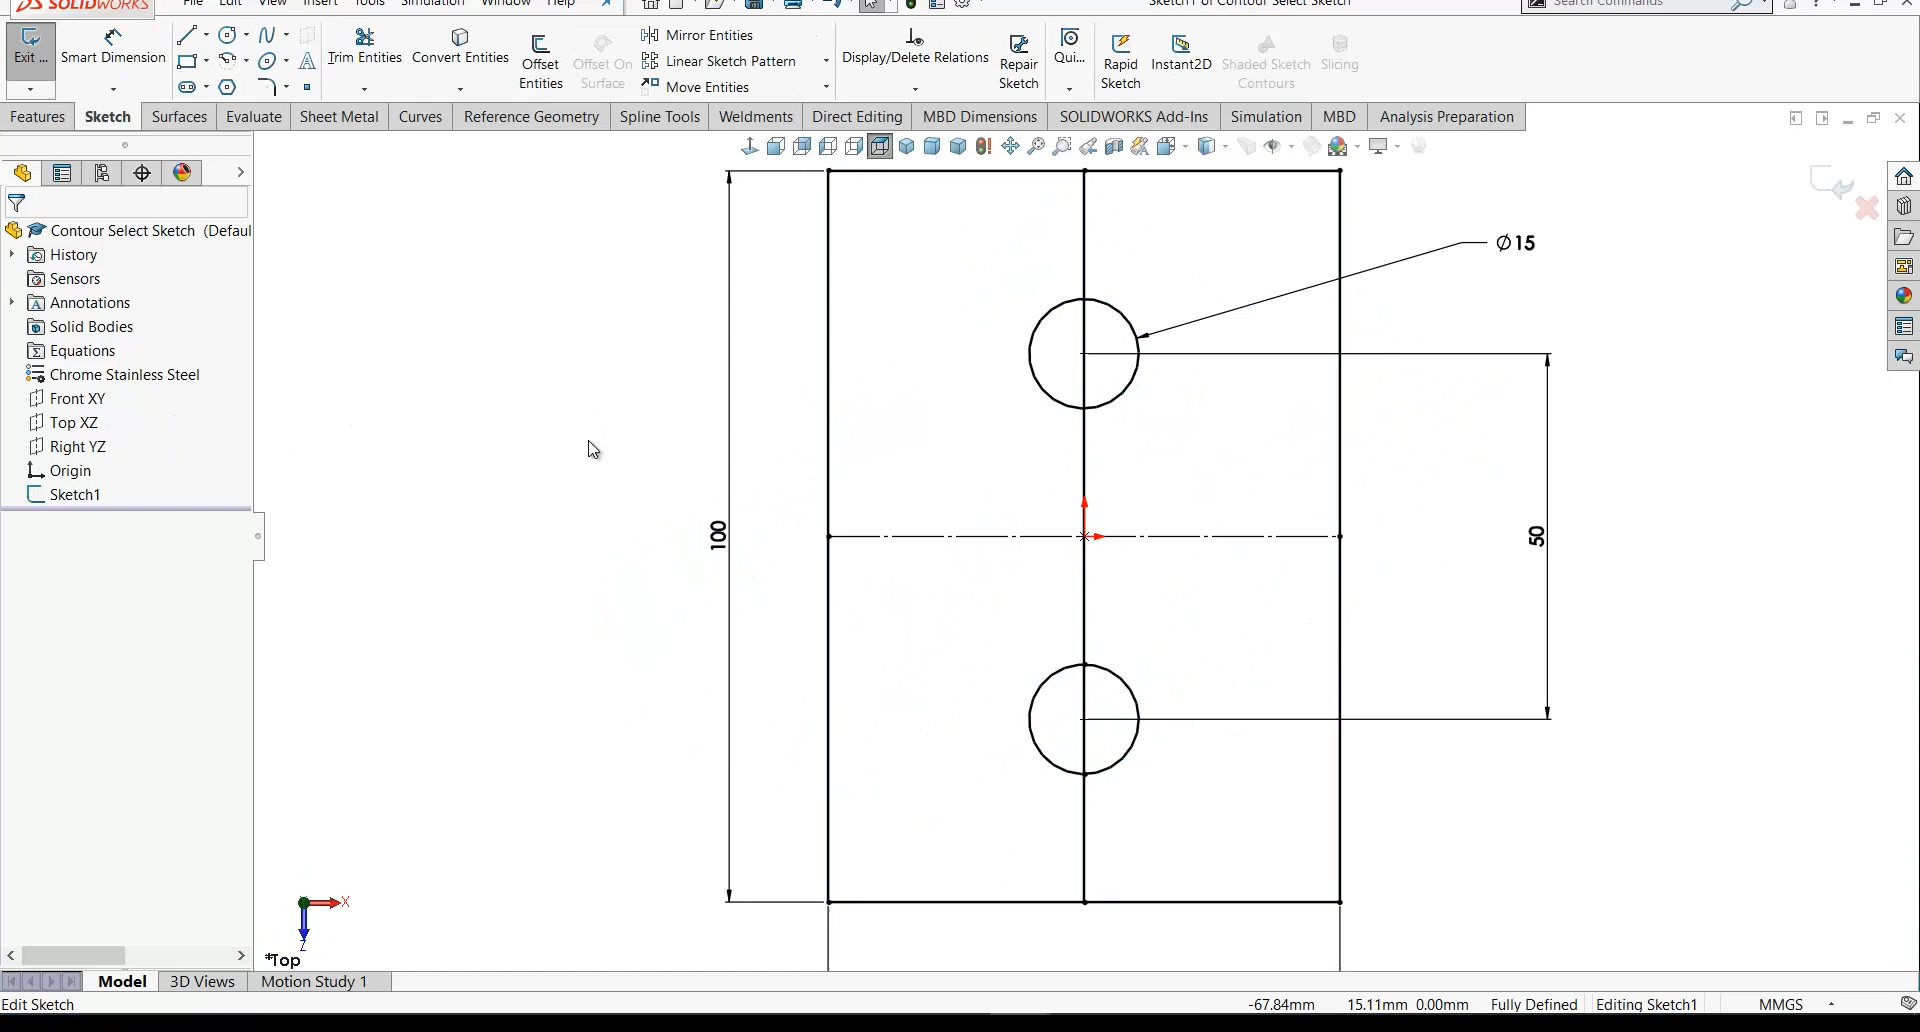 SOLIDWORKS
File Edit View Insert Tools Simulation Window Help
Sketch1 of Contour Select Sketch
Search Commands
Exit ...
Smart Dimension
Trim Entities
Convert Entities
Offset Entities
Offset On Surface
Mirror Entities
Linear Sketch Pattern
Move Entities
Display/Delete Relations
Repair Sketch
Qui...
Rapid Sketch
Instant2D
Shaded Sketch Contours
Slicing
Features Sketch Surfaces Evaluate Sheet Metal Curves Reference Geometry Spline Tools Weldments Direct Editing MBD Dimensions SOLIDWORKS Add-Ins Simulation MBD Analysis Preparation
Contour Select Sketch (Defaul
History
Sensors
Annotations
Solid Bodies
Equations
Chrome Stainless Steel
Front XY
Top XZ
Right YZ
Origin
Sketch1
∅15
100
50
X
Z
*Top
Model 3D Views Motion Study 1
Edit Sketch
-67.84mm 15.11mm 0.00mm Fully Defined Editing Sketch1 MMGS